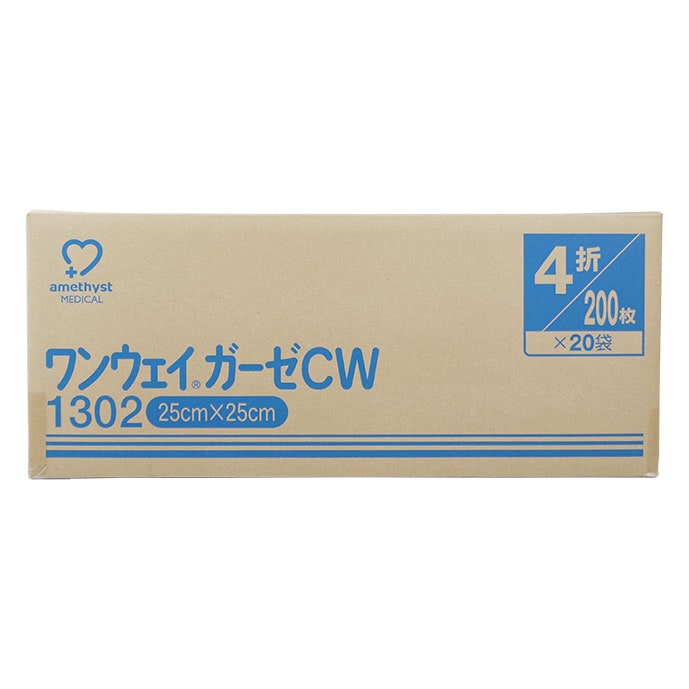 amethyst
MEDICAL
4折/200枚
×20袋
ワンウェイ®ガーゼCW
1302 25cm×25cm